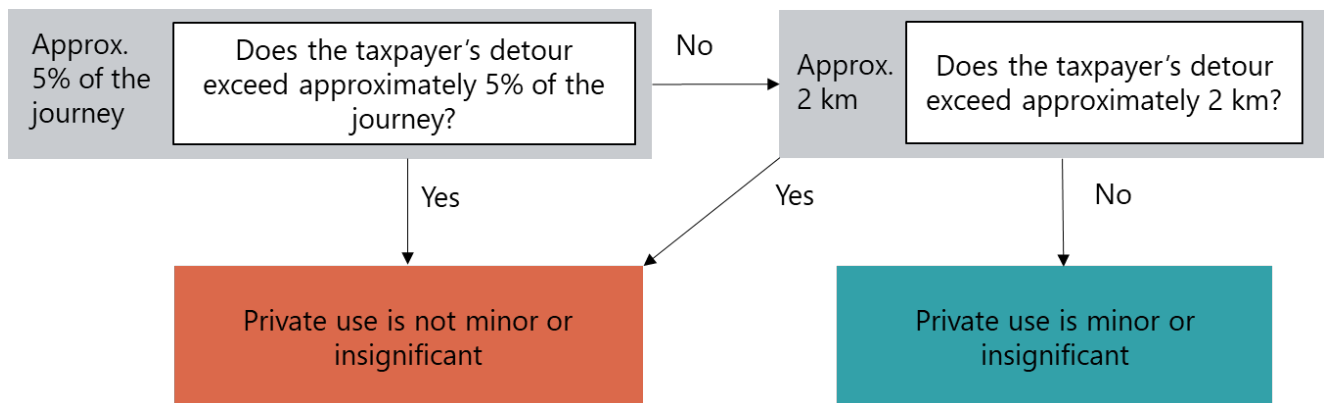 Approx.
5% of the
journey
Does the taxpayer’s detour
exceed approximately 5% of the
journey?
No
Approx.
2 km
Does the taxpayer’s detour
exceed approximately 2 km?
Yes
Yes
No
Private use is not minor or
insignificant
Private use is minor or
insignificant